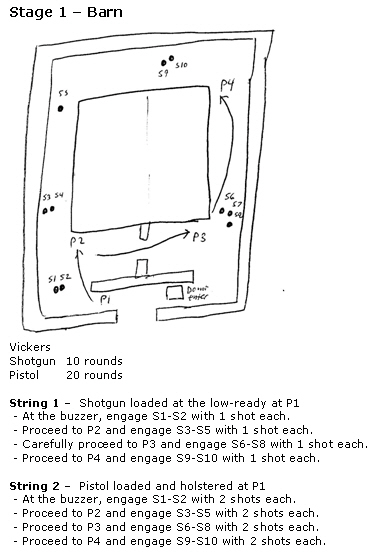 Stage 1 – Barn
S9 S10
P4
S5
S3 S4
S6
S7
S8
P2
P3
S1 S2
P1
Do not
enter
Vickers
Shotgun 10 rounds
Pistol 20 rounds
String 1 – Shotgun loaded at the low-ready at P1
- At the buzzer, engage S1-S2 with 1 shot each.
- Proceed to P2 and engage S3-S5 with 1 shot each.
- Carefully proceed to P3 and engage S6-S8 with 1 shot each.
- Proceed to P4 and engage S9-S10 with 1 shot each.
String 2 – Pistol loaded and holstered at P1
- At the buzzer, engage S1-S2 with 2 shots each.
- Proceed to P2 and engage S3-S5 with 2 shots each.
- Proceed to P3 and engage S6-S8 with 2 shots each.
- Proceed to P4 and engage S9-S10 with 2 shots each.